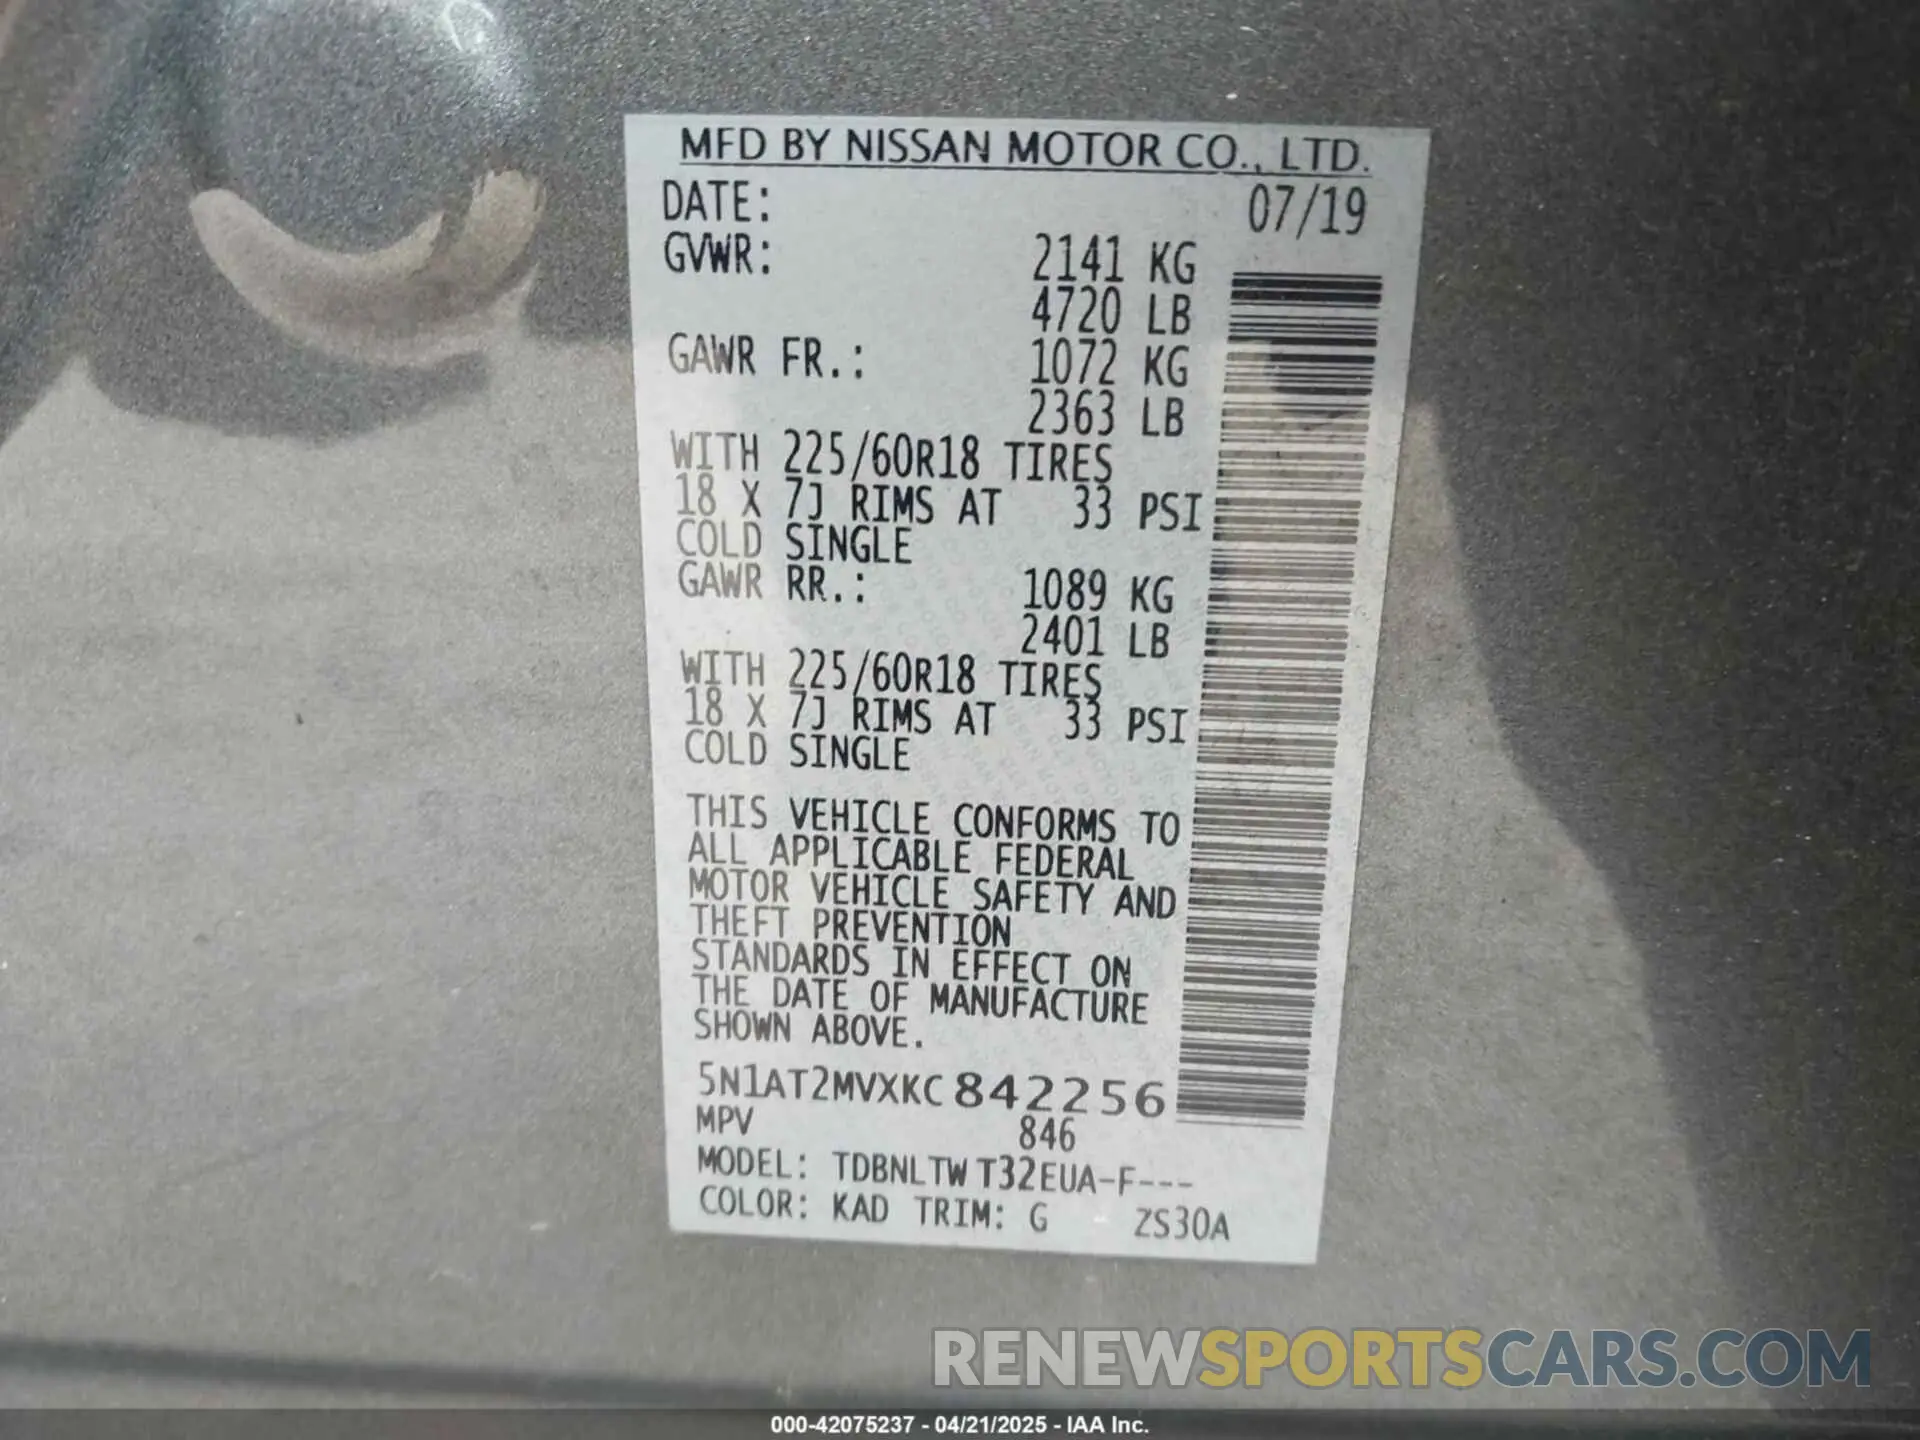 MFD BY NISSAN MOTOR CO., LTD.
DATE: 07/19
GVWR: 2141 KG
4720 LB
GAWR FR.: 1072 KG
2363 LB
WITH 225/60R18 TIRES
18 X 7J RIMS AT 33 PSI
COLD SINGLE
GAWR RR.: 1089 KG
2401 LB
WITH 225/60R18 TIRES
18 X 7J RIMS AT 33 PSI
COLD SINGLE
THIS VEHICLE CONFORMS TO
ALL APPLICABLE FEDERAL
MOTOR VEHICLE SAFETY AND
THEFT PREVENTION
STANDARDS IN EFFECT ON
THE DATE OF MANUFACTURE
SHOWN ABOVE.
5N1AT2MVXKC842256
MPV 846
MODEL: TDBNLTW T32EUA-F---
COLOR: KAD TRIM: G ZS30A
RENEWSPORTSCARS.COM
000-42075237 - 04/21/2025 - IAA Inc.